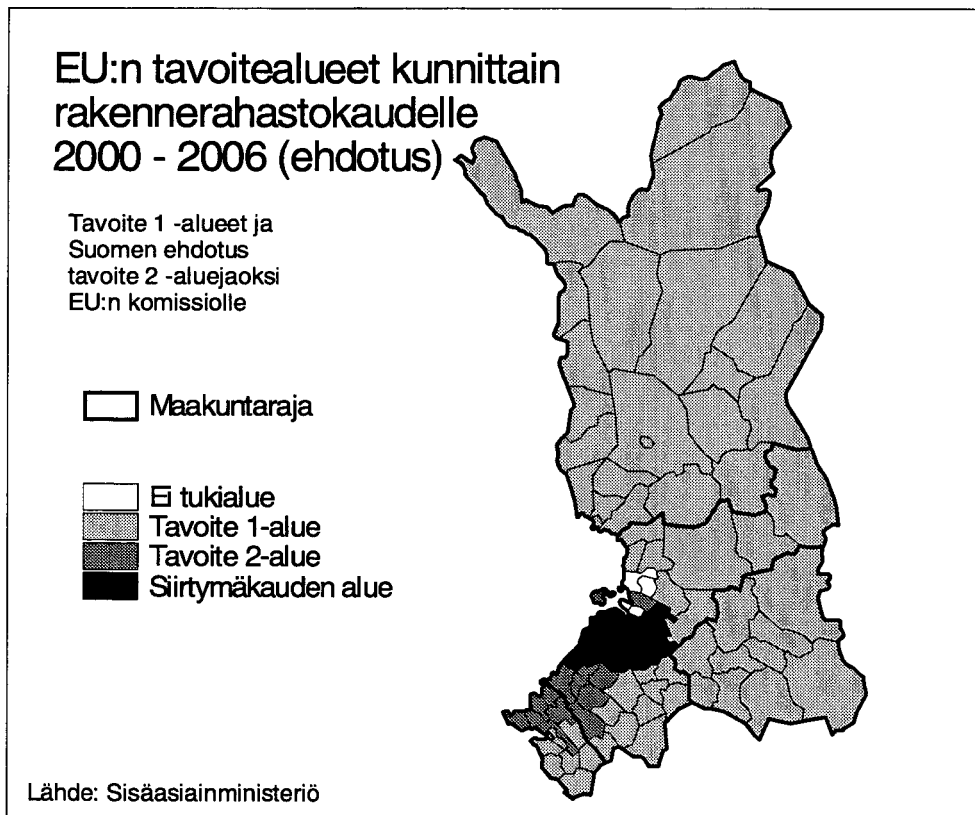 EU:n tavoitealueet kunnittain
rakennerahastokaudelle
2000 - 2006 (ehdotus)
Tavoite 1 -alueet ja
Suomen ehdotus
tavoite 2 -aluejaoksi
EU:n komissiolle
Maakuntaraja
Ei tukialue
Tavoite 1-alue
Tavoite 2-alue
Siirtymäkauden alue
Lähde: Sisäasiainministeriö